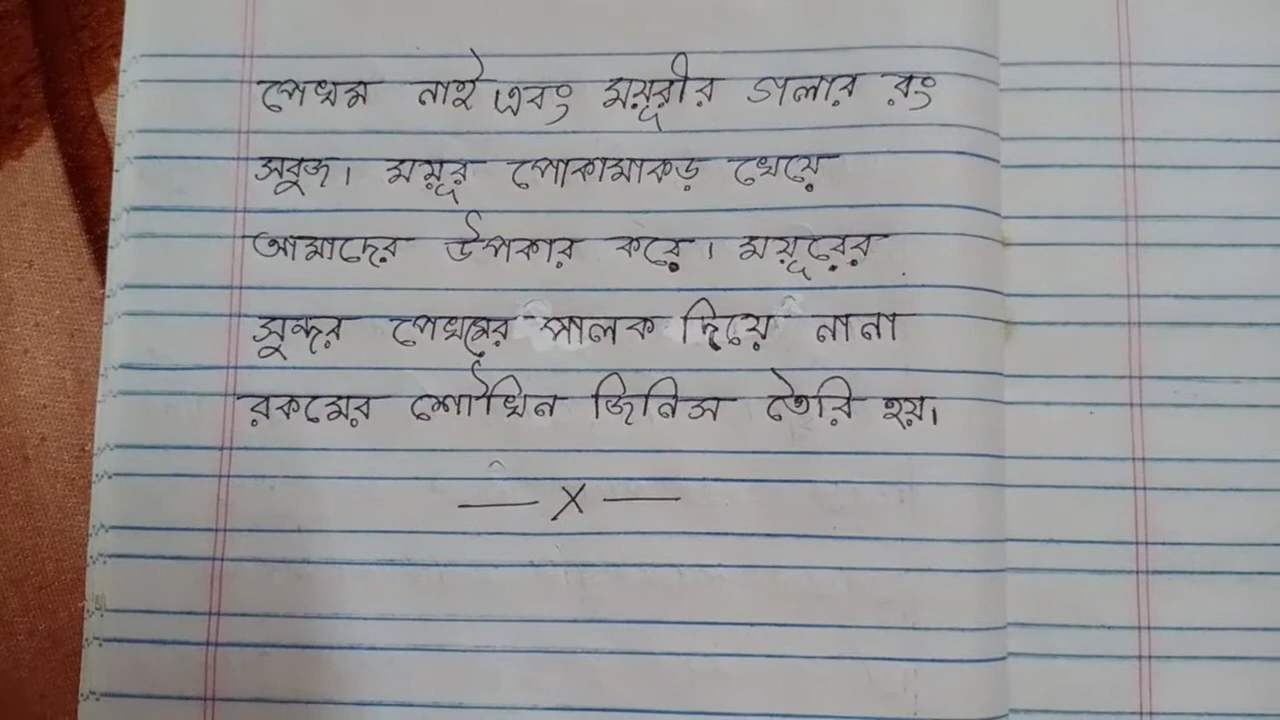 পেখম নাই এবং ময়ূরীর গলার রং
সবুজ। ময়ূর পোকামাকড় খেয়ে
আমাদের উপকার করে। ময়ূরের
সুন্দর পেখমের পালক দিয়ে নানা
রকমের শৌখিন জিনিস তৈরি হয়।
— X —